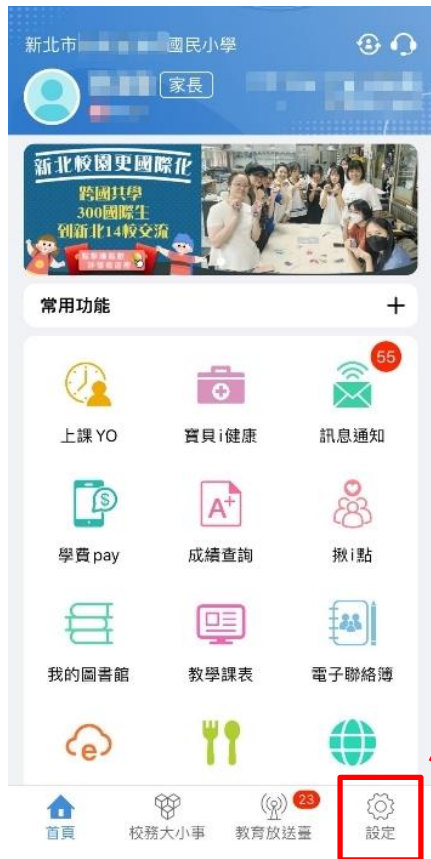 新北市 國民小學
家長
新北校園更國際化
跨國共學
300國際生
到新北14校交流
常用功能 +
55
上課YO 寶貝i健康 訊息通知
學費pay 成績查詢 揪i點
我的圖書館 教學課表 電子聯絡簿
23
首頁 校務大小事 教育放送臺 設定